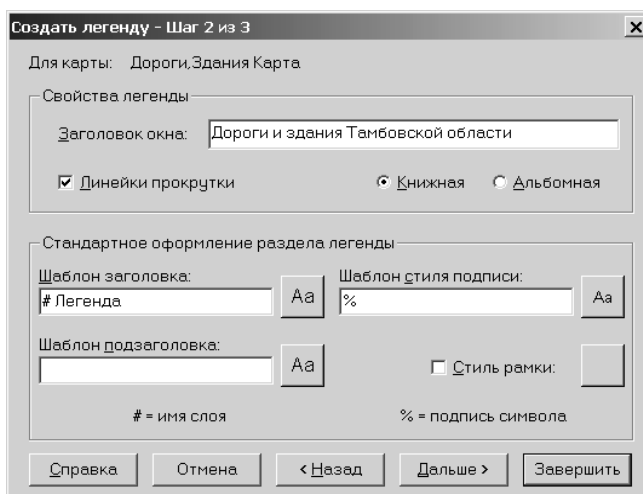 Создать легенду - Шаг 2 из 3
Для карты: Дороги,Здания Карта
Свойства легенды
Заголовок окна: Дороги и здания Тамбовской области
Линейки прокрутки Книжная Альбомная
Стандартное оформление раздела легенды
Шаблон заголовка: Шаблон стиля подписи:
# Легенда Aa % Aa
Шаблон подзаголовка:
Aa Стиль рамки:
# = имя слоя % = подпись символа
Справка Отмена < Назад Дальше > Завершить